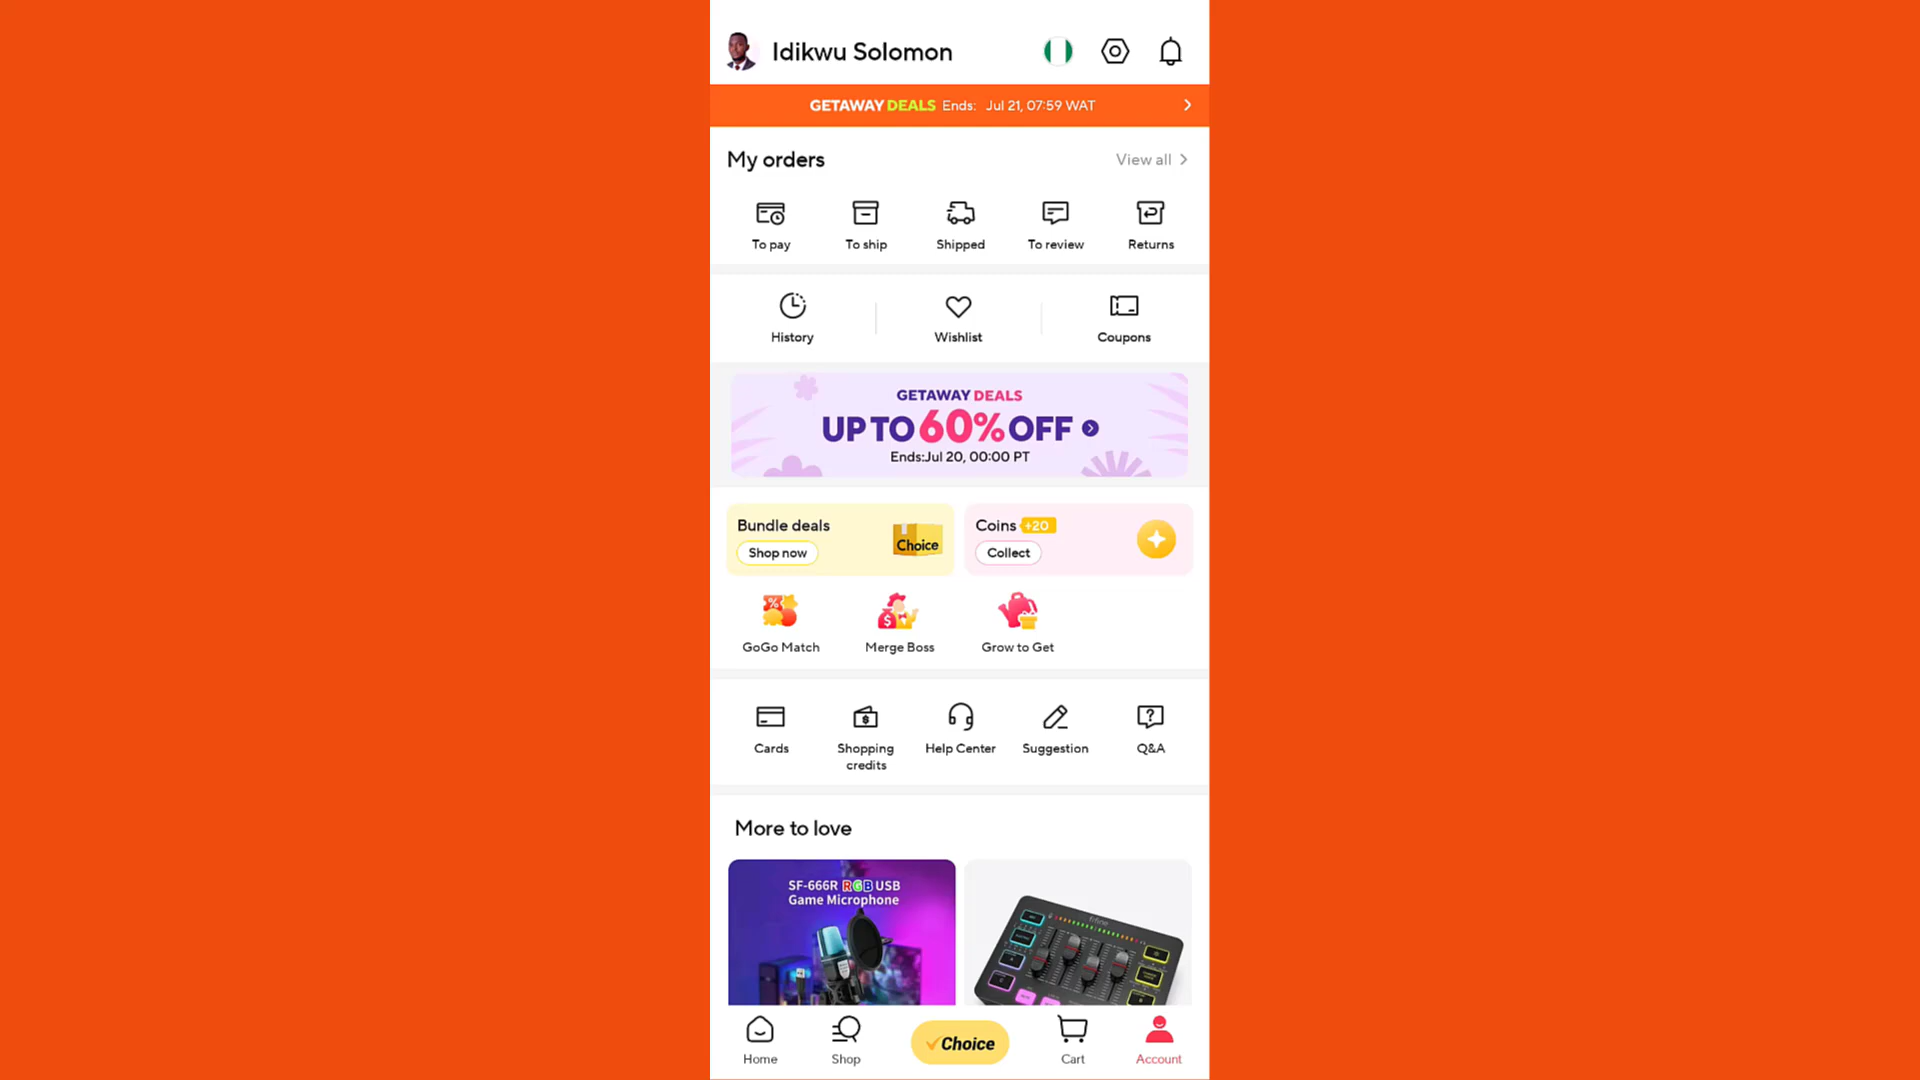 Idikwu Solomon
GETAWAY DEALS Ends: Jul 21, 07:59 WAT
My orders
View all
To pay
To ship
Shipped
To review
Returns
History
Wishlist
Coupons
GETAWAY DEALS
UP TO 60% OFF
Ends:Jul 20, 00:00 PT
Bundle deals
Shop now
Choice
Coins +20
Collect
GoGo Match
Merge Boss
Grow to Get
Cards
Shopping
credits
Help Center
Suggestion
Q&A
More to love
SF-666R RGB USB
Game Microphone
Home
Shop
Choice
Cart
Account